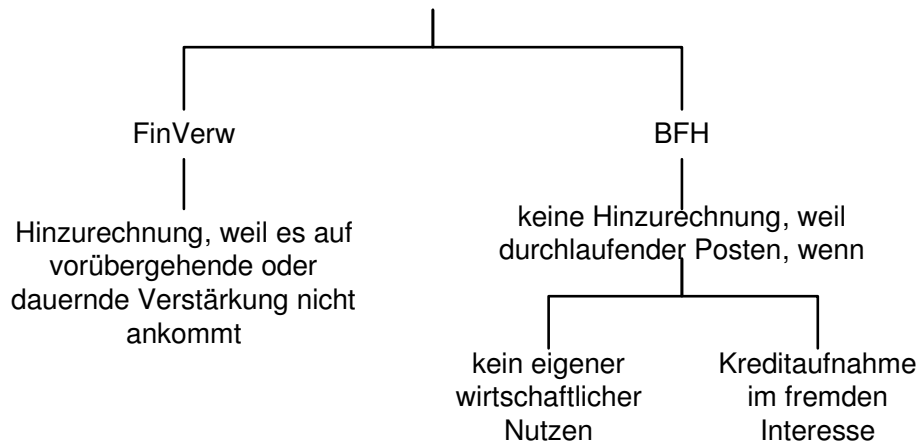 FinVerw
BFH
Hinzurechnung, weil es auf
vorübergehende oder
dauernde Verstärkung nicht
ankommt
keine Hinzurechnung, weil
durchlaufender Posten, wenn
kein eigener
wirtschaftlicher
Nutzen
Kreditaufnahme
im fremden
Interesse